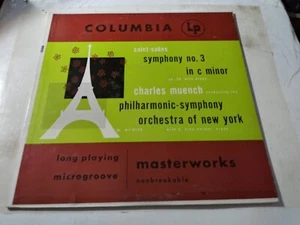 COLUMBIA Lp
saint-saëns
symphony no. 3
in c minor
charles muench
philharmonic-symphony
orchestra of new york
long playing
microgroove
masterworks
nonbreakable